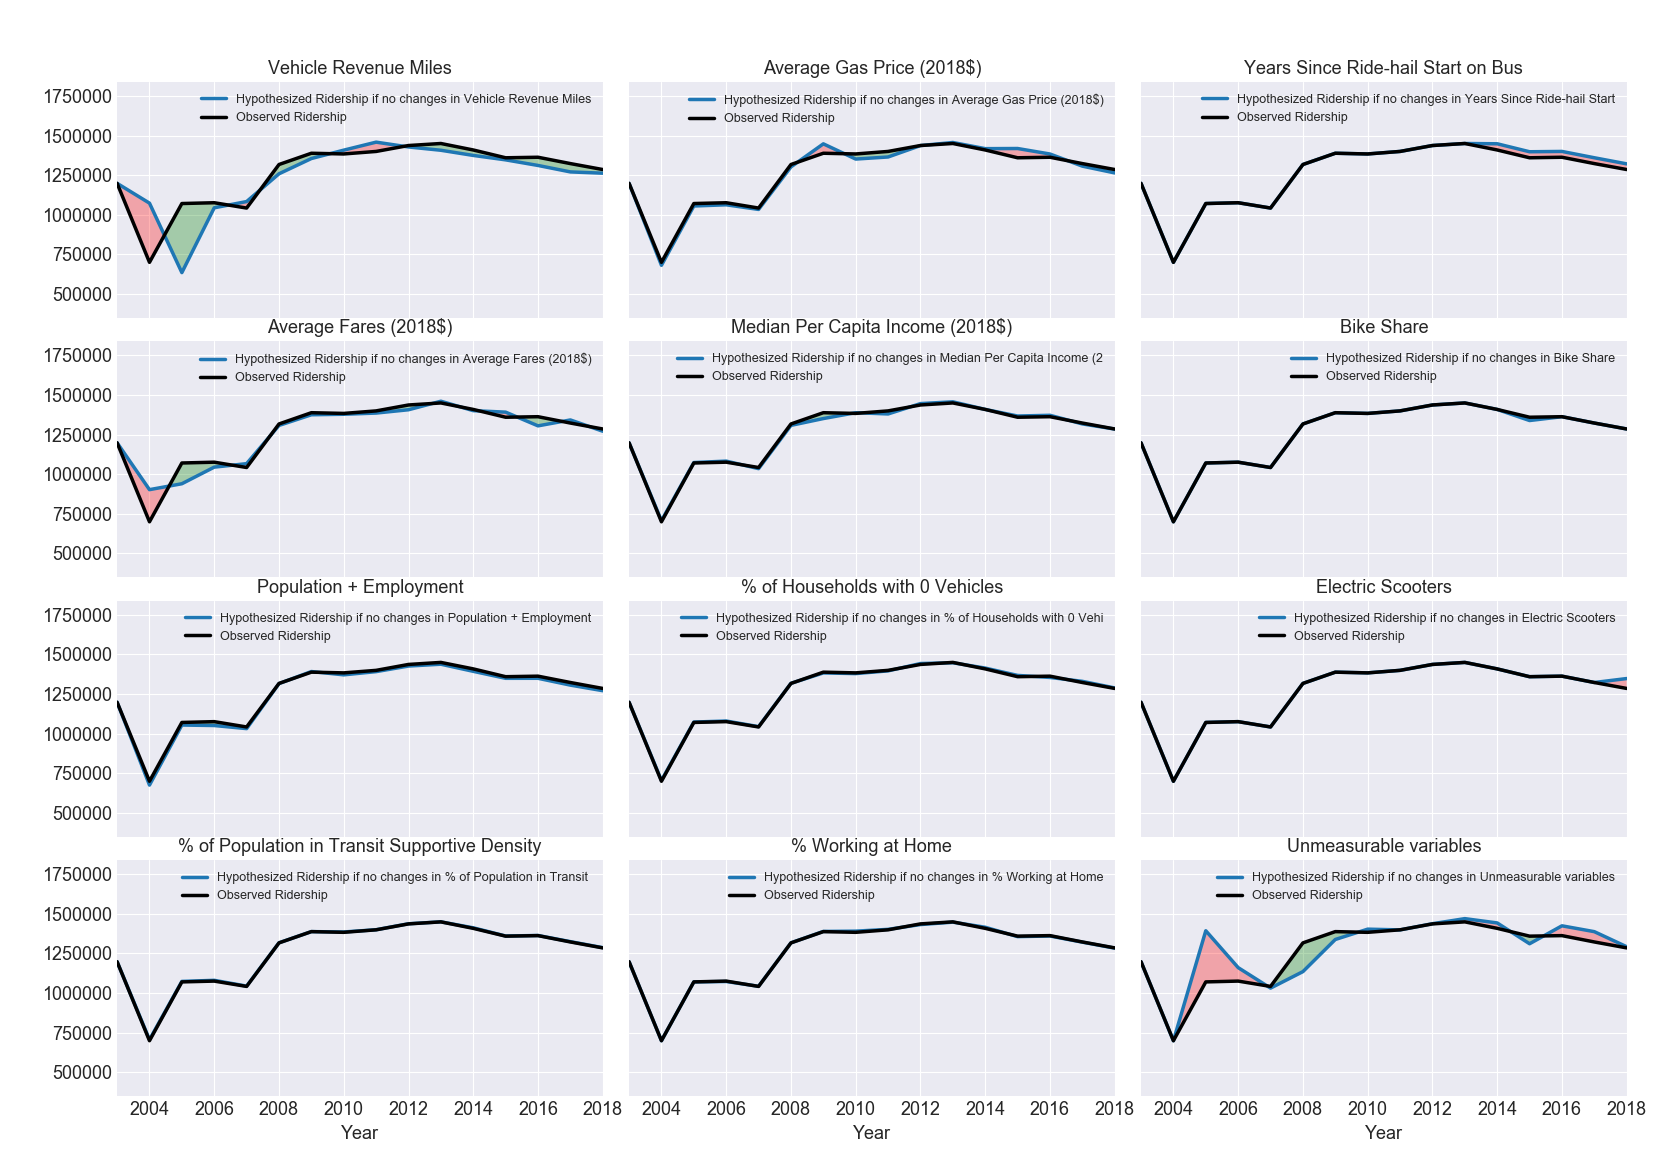 Vehicle Revenue Miles
1750000
1500000
1250000
1000000
750000
500000
Hypothesized Ridership if no changes in Vehicle Revenue Miles
Observed Ridership
Average Gas Price (2018$)
Hypothesized Ridership if no changes in Average Gas Price (2018$)
Observed Ridership
Years Since Ride-hail Start on Bus
Hypothesized Ridership if no changes in Years Since Ride-hail Start
Observed Ridership
Average Fares (2018$)
1750000
1500000
1250000
1000000
750000
500000
Hypothesized Ridership if no changes in Average Fares (2018$)
Observed Ridership
Median Per Capita Income (2018$)
Hypothesized Ridership if no changes in Median Per Capita Income (2
Observed Ridership
Bike Share
Hypothesized Ridership if no changes in Bike Share
Observed Ridership
Population + Employment
1750000
1500000
1250000
1000000
750000
500000
Hypothesized Ridership if no changes in Population + Employment
Observed Ridership
% of Households with 0 Vehicles
Hypothesized Ridership if no changes in % of Households with 0 Vehi
Observed Ridership
Electric Scooters
Hypothesized Ridership if no changes in Electric Scooters
Observed Ridership
% of Population in Transit Supportive Density
1750000
1500000
1250000
1000000
750000
500000
Hypothesized Ridership if no changes in % of Population in Transit
Observed Ridership
2004 2006 2008 2010 2012 2014 2016 2018
Year
% Working at Home
Hypothesized Ridership if no changes in % Working at Home
Observed Ridership
2004 2006 2008 2010 2012 2014 2016 2018
Year
Unmeasurable variables
Hypothesized Ridership if no changes in Unmeasurable variables
Observed Ridership
2004 2006 2008 2010 2012 2014 2016 2018
Year